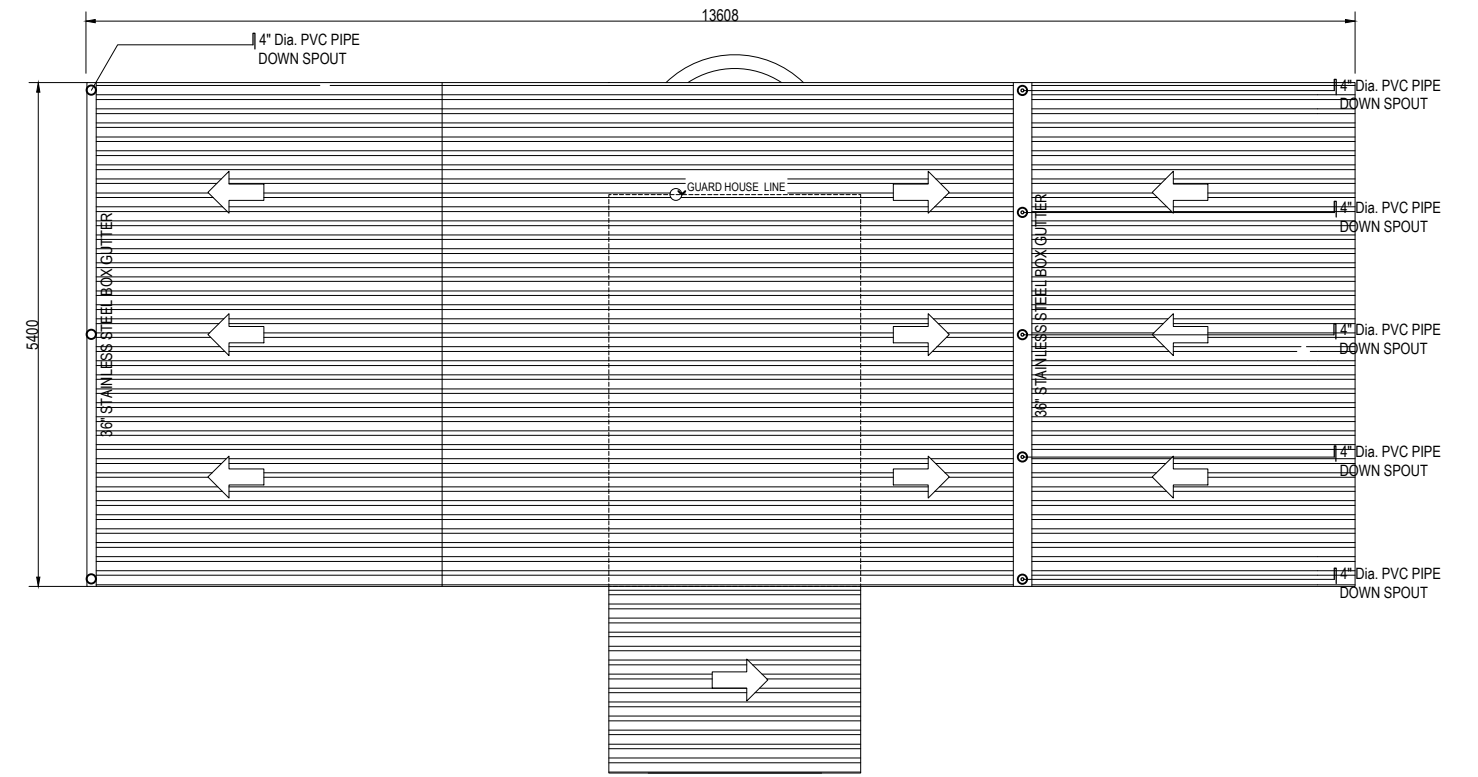 13608
4" Dia. PVC PIPE
DOWN SPOUT
4" Dia. PVC PIPE
DOWN SPOUT
GUARD HOUSE LINE
4" Dia. PVC PIPE
DOWN SPOUT
36" STAINLESS STEEL BOX GUTTER
36" STAINLESS STEEL BOX GUTTER
5400
4" Dia. PVC PIPE
DOWN SPOUT
4" Dia. PVC PIPE
DOWN SPOUT
4" Dia. PVC PIPE
DOWN SPOUT